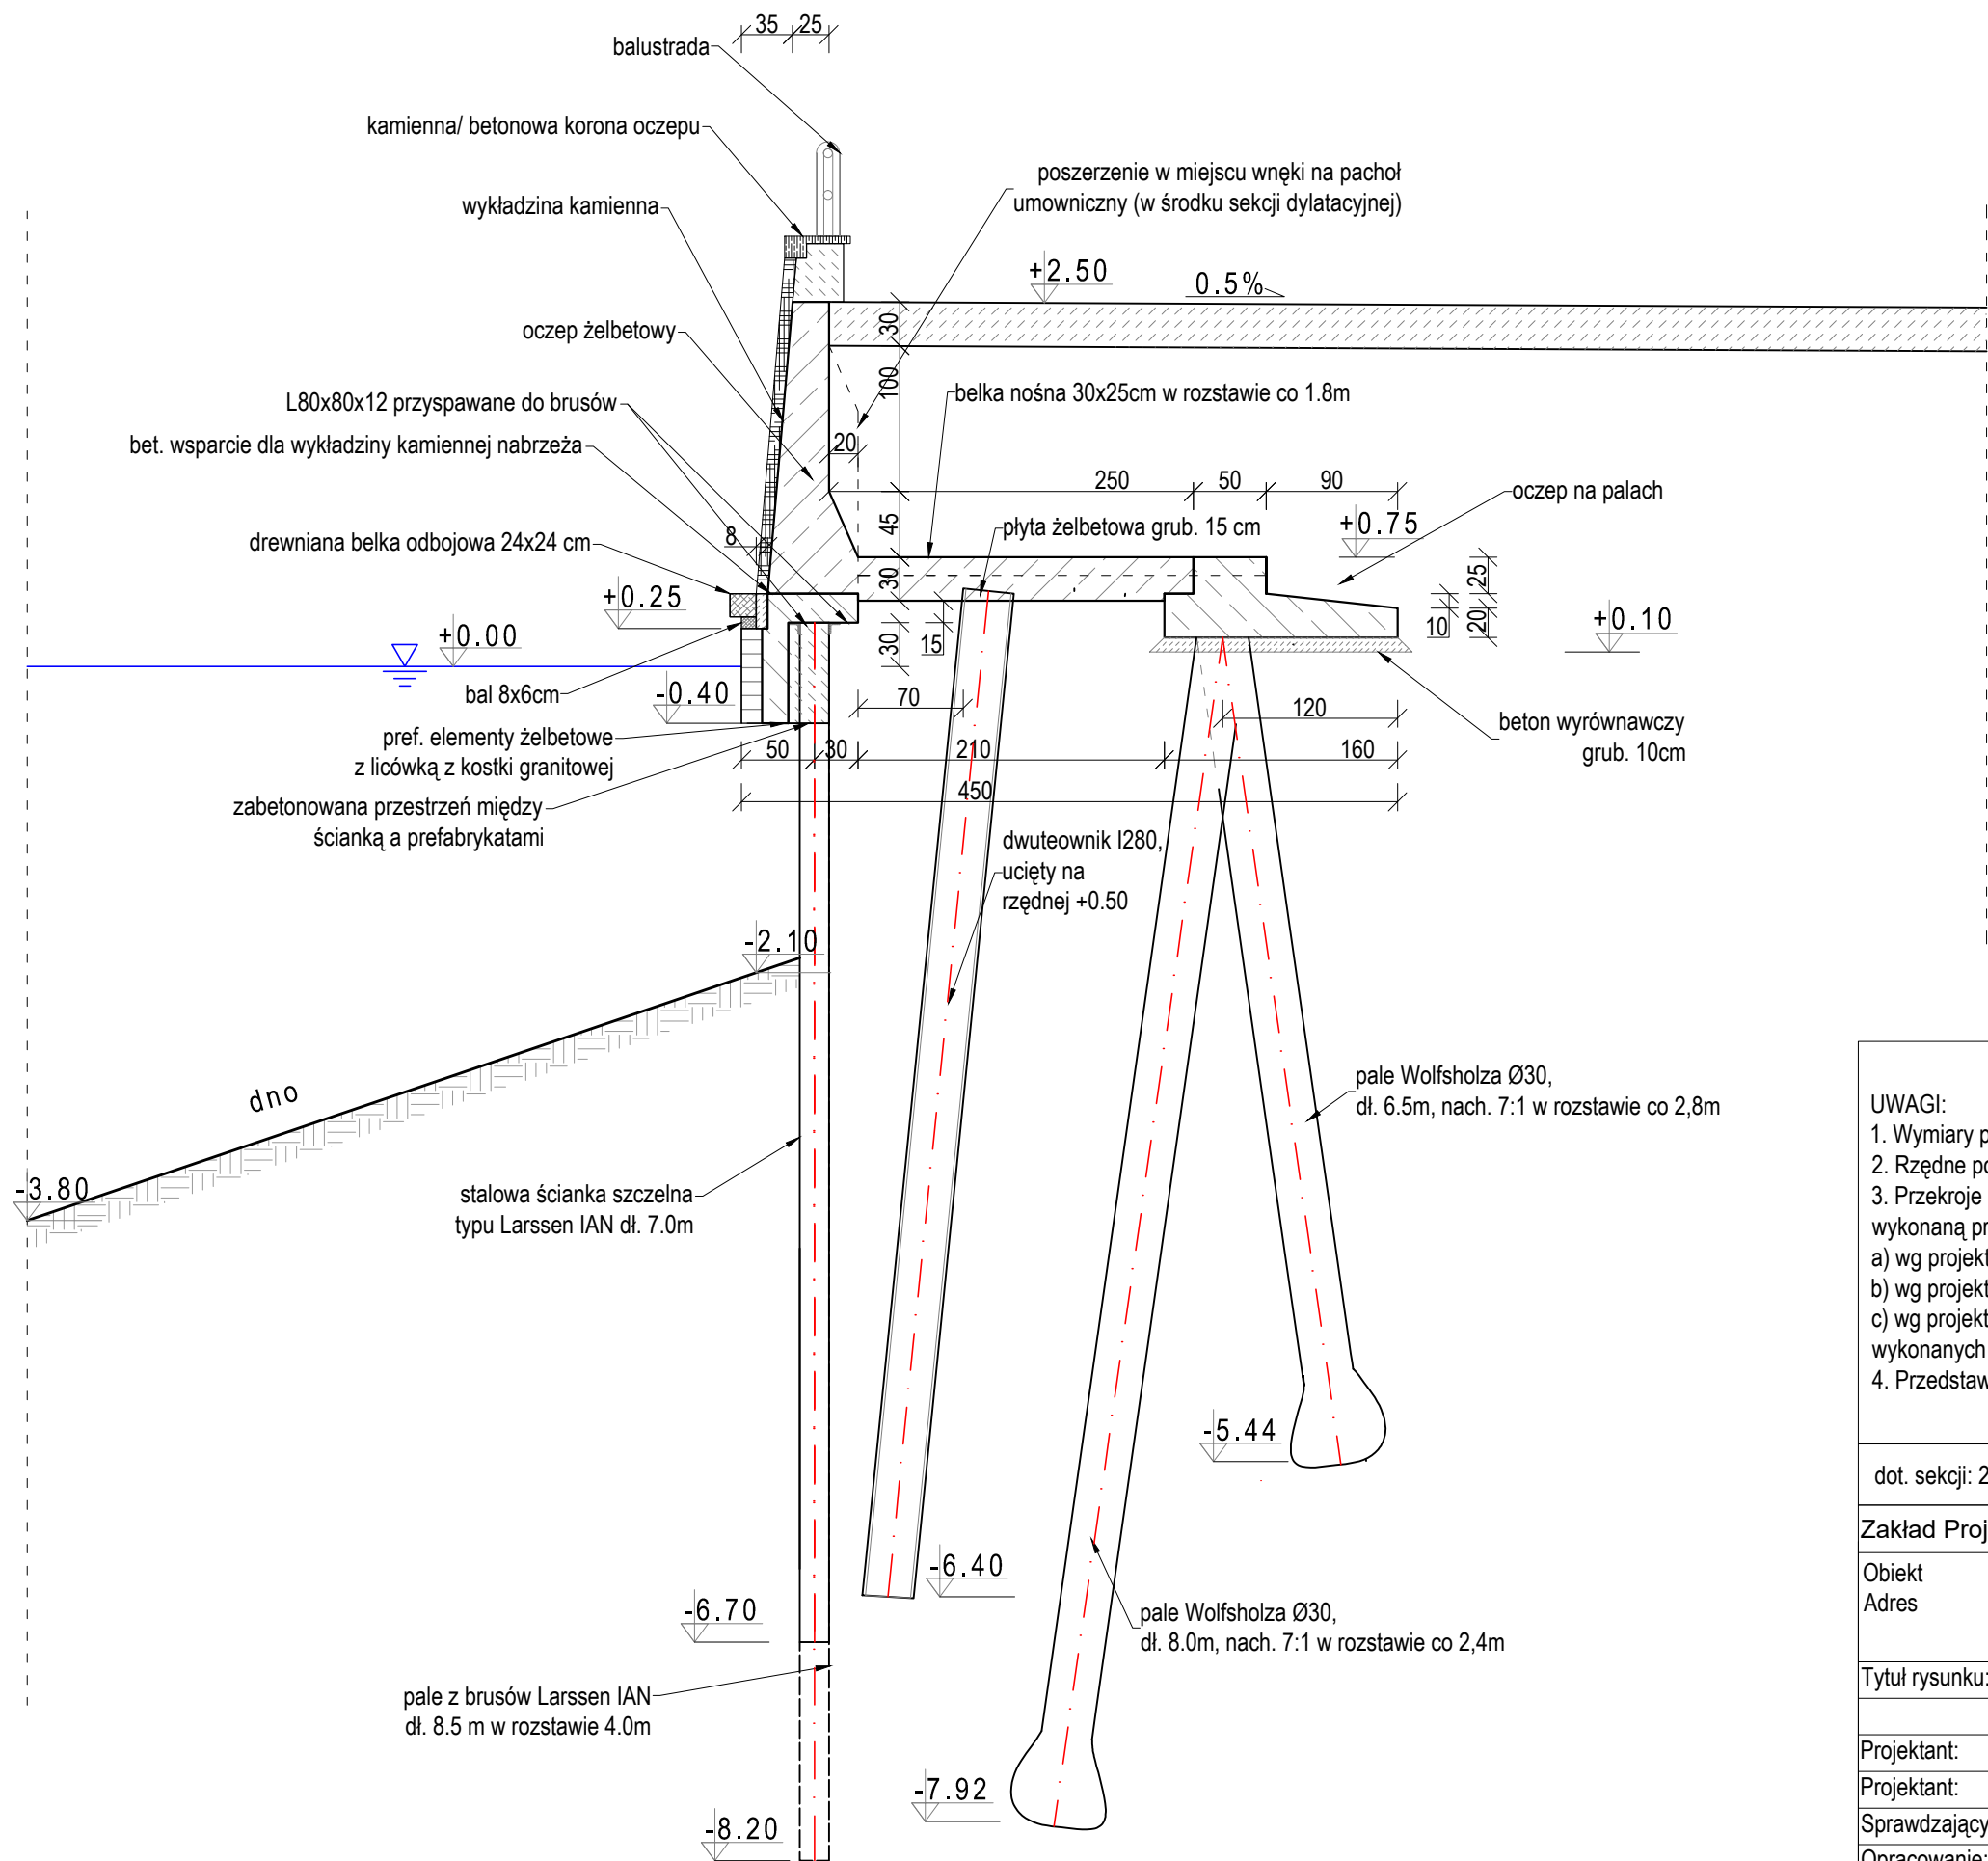 35
25
balustrada
kamienna/ betonowa korona oczepu
poszerzenie w miejscu wnęki na pachoł
umowniczny (w środku sekcji dylatacyjnej)
wykładzina kamienna
+2.50
0.5%
oczep żelbetowy
30
100
L80x80x12 przyspawane do brusów
belka nośna 30x25cm w rozstawie co 1.8m
bet. wsparcie dla wykładziny kamiennej nabrzeża
20
250
50
90
oczep na palach
drewniana belka odbojowa 24x24 cm
8
45
płyta żelbetowa grub. 15 cm
+0.75
+0.25
30
25
10
20
+0.10
+0.00
30
15
bal 8x6cm
-0.40
70
120
pref. elementy żelbetowe
z licówką z kostki granitowej
50
30
210
160
beton wyrównawczy
grub. 10cm
450
zabetonowana przestrzeń między
ścianką a prefabrykatami
dwuteownik I280,
ucięty na
rzędnej +0.50
-2.10
dno
-3.80
pale Wolfsholza Ø30,
dł. 6.5m, nach. 7:1 w rozstawie co 2,8m
stalowa ścianka szczelna
typu Larssen IAN dł. 7.0m
-5.44
-6.40
-6.70
pale Wolfsholza Ø30,
dł. 8.0m, nach. 7:1 w rozstawie co 2,4m
pale z brusów Larssen IAN
dł. 8.5 m w rozstawie 4.0m
-7.92
-8.20
UWAGI:
1. Wymiary p
2. Rzędne po
3. Przekroje
wykonaną pr
a) wg projekt
b) wg projekt
c) wg projekt
wykonanych
4. Przedstaw
dot. sekcji: 2
Zakład Proj
Obiekt
Adres
Tytuł rysunku:
Projektant:
Projektant:
Sprawdzający
Opracowanie: